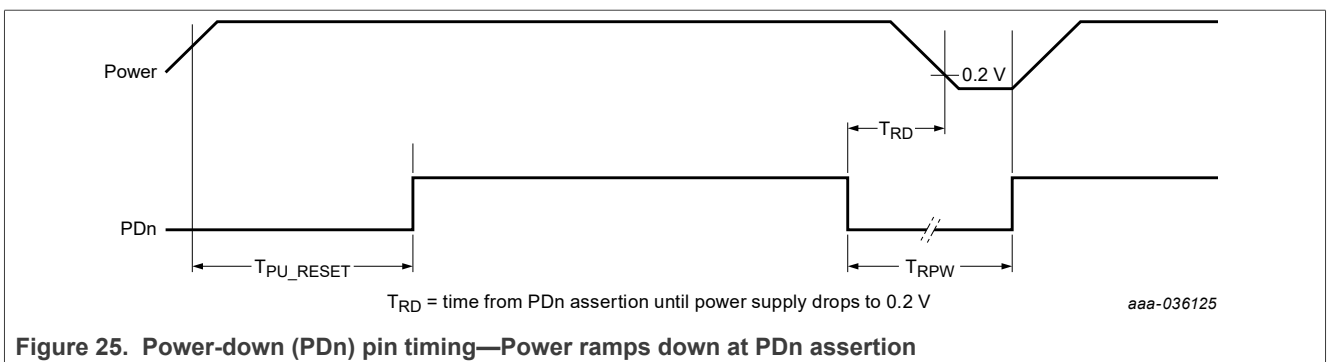 Power
0.2 V
TRD
PDn
TPU_RESET
TRPW
TRD = time from PDn assertion until power supply drops to 0.2 V
aaa-036125
Figure 25. Power-down (PDn) pin timing—Power ramps down at PDn assertion